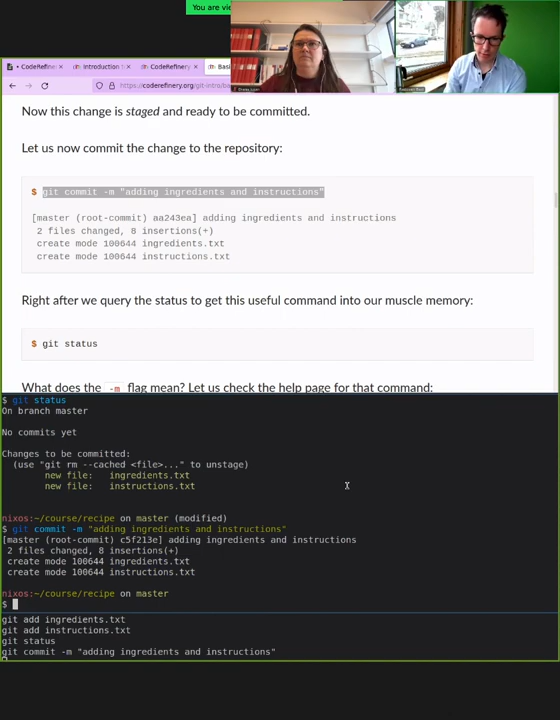 You are vi
CodeRefine
Introduction t
CodeRefinery
Basi
https://coderefinery.org/git-intro/ba
Now this change is staged and ready to be committed.
Let us now commit the change to the repository:
$ git commit -m "adding ingredients and instructions"
[master (root-commit) aa243ea] adding ingredients and instructions
2 files changed, 8 insertions(+)
create mode 100644 ingredients.txt
create mode 100644 instructions.txt
Right after we query the status to get this useful command into our muscle memory:
$ git status
What does the -m flag mean? Let us check the help page for that command:
$ git status
On branch master
No commits yet
Changes to be committed:
(use "git rm --cached <file>..." to unstage)
new file: ingredients.txt
new file: instructions.txt
nixos:~/course/recipe on master (modified)
$ git commit -m "adding ingredients and instructions"
[master (root-commit) c5f213e] adding ingredients and instructions
2 files changed, 8 insertions(+)
create mode 100644 ingredients.txt
create mode 100644 instructions.txt
nixos:~/course/recipe on master
$
git add ingredients.txt
git add instructions.txt
git status
git commit -m "adding ingredients and instructions"